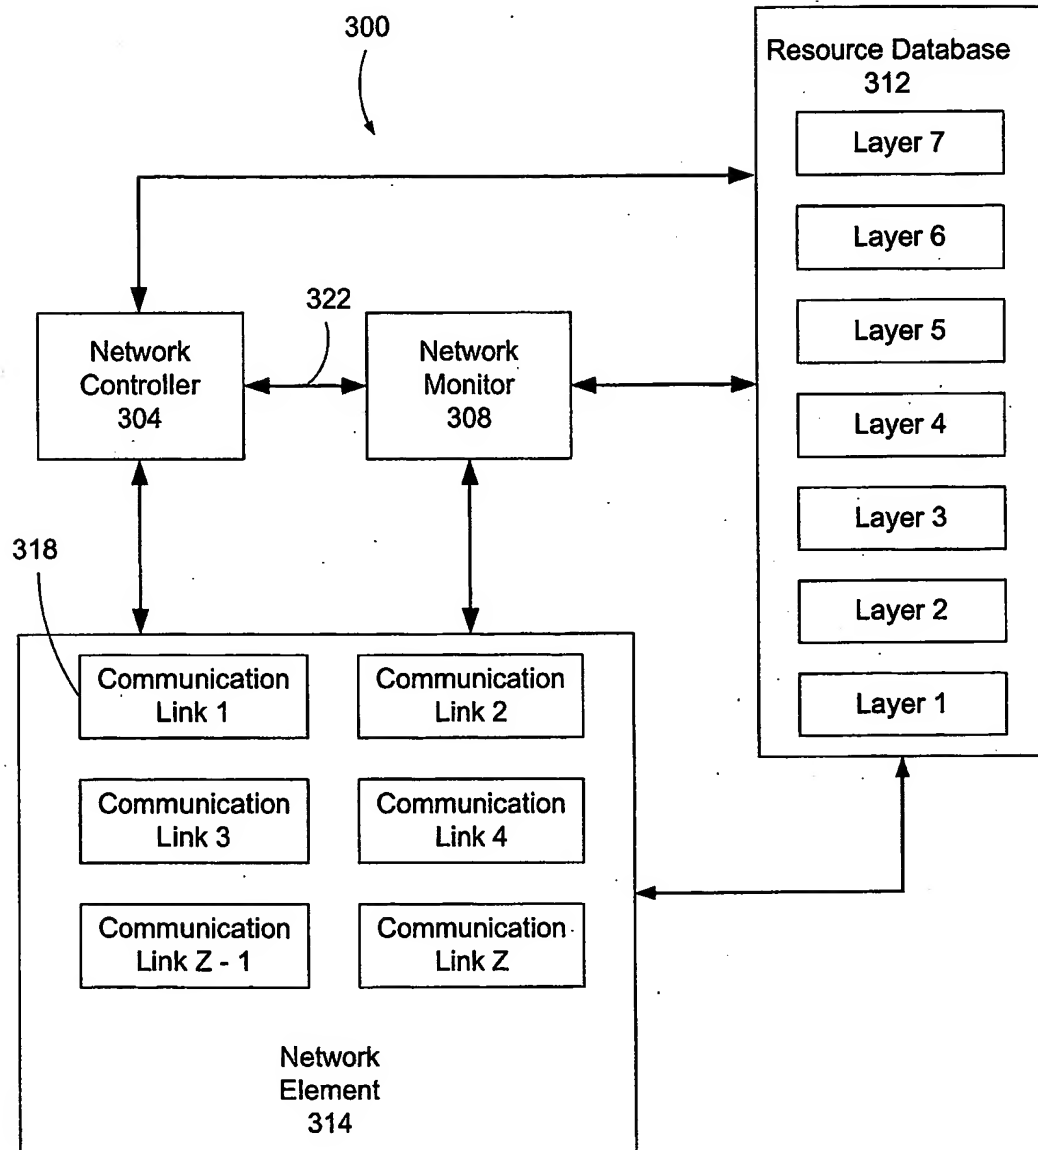 300
Resource Database
312
Layer 7
Layer 6
Layer 5
Layer 4
Layer 3
Layer 2
Layer 1
322
Network
Controller
304
Network
Monitor
308
318
Communication
Link 1
Communication
Link 2
Communication
Link 3
Communication
Link 4
Communication
Link Z - 1
Communication
Link Z
Network
Element
314